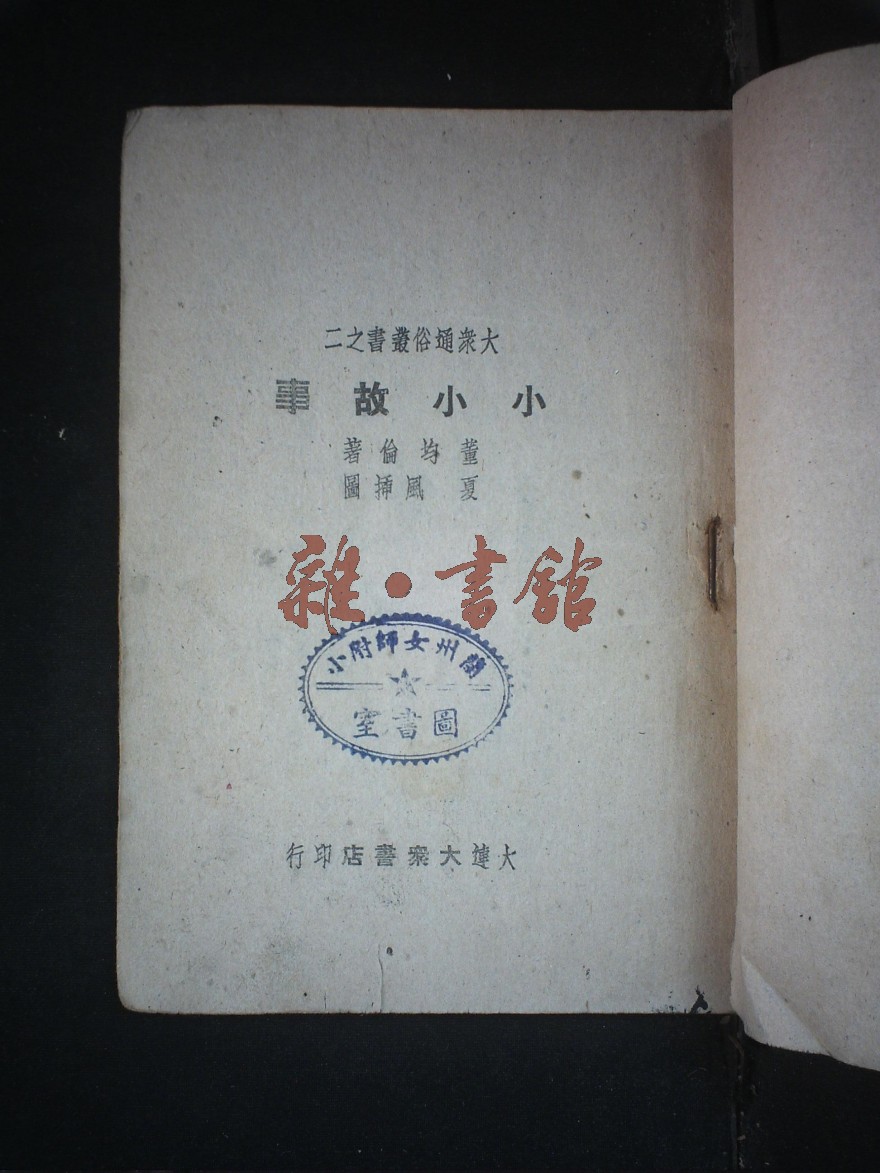 大衆通俗叢書之二
小小故事
董均倫著
夏風揷圖
雜·書館
蘭州女師附小
圖書室
大連大衆書店印行